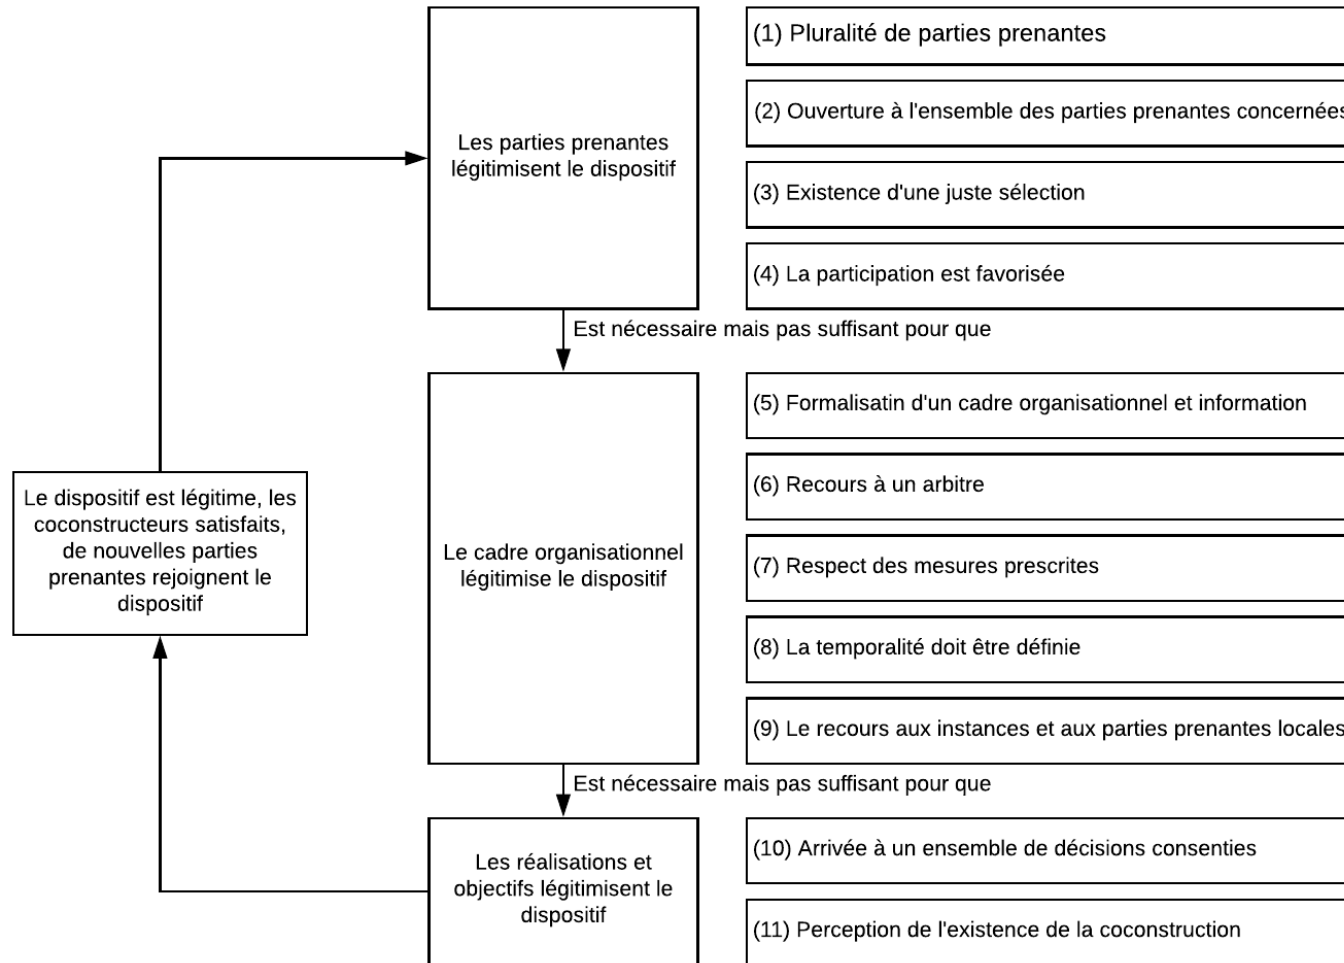 (1) Pluralité de parties prenantes
(2) Ouverture à l'ensemble des parties prenantes concernées
Les parties prenantes
légitimisent le dispositif
(3) Existence d'une juste sélection
(4) La participation est favorisée
Est nécessaire mais pas suffisant pour que
(5) Formalisatin d'un cadre organisationnel et information
(6) Recours à un arbitre
Le dispositif est légitime, les
coconstructeurs satisfaits,
de nouvelles parties
prenantes rejoignent le
dispositif
Le cadre organisationnel
légitimise le dispositif
(7) Respect des mesures prescrites
(8) La temporalité doit être définie
(9) Le recours aux instances et aux parties prenantes locales
Est nécessaire mais pas suffisant pour que
Les réalisations et
objectifs légitimisent le
dispositif
(10) Arrivée à un ensemble de décisions consenties
(11) Perception de l'existence de la coconstruction